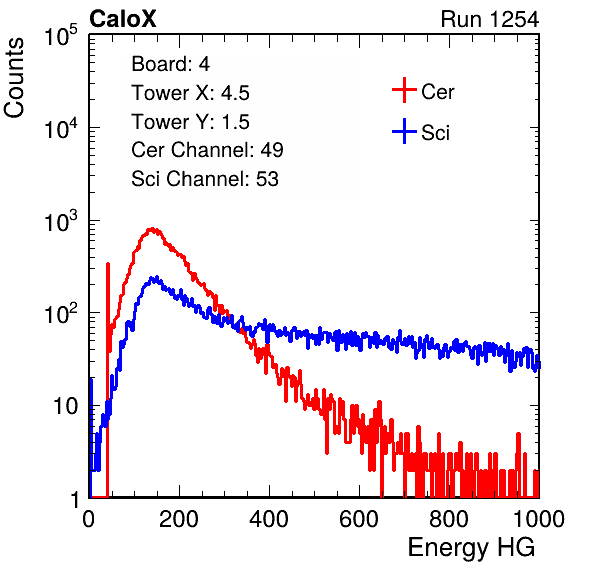 CaloX Run 1254
Counts
Board: 4
Tower X: 4.5
Tower Y: 1.5
Cer Channel: 49
Sci Channel: 53
Cer
Sci
10^5
10^4
10^3
10^2
10
1
0 200 400 600 800 1000
Energy HG